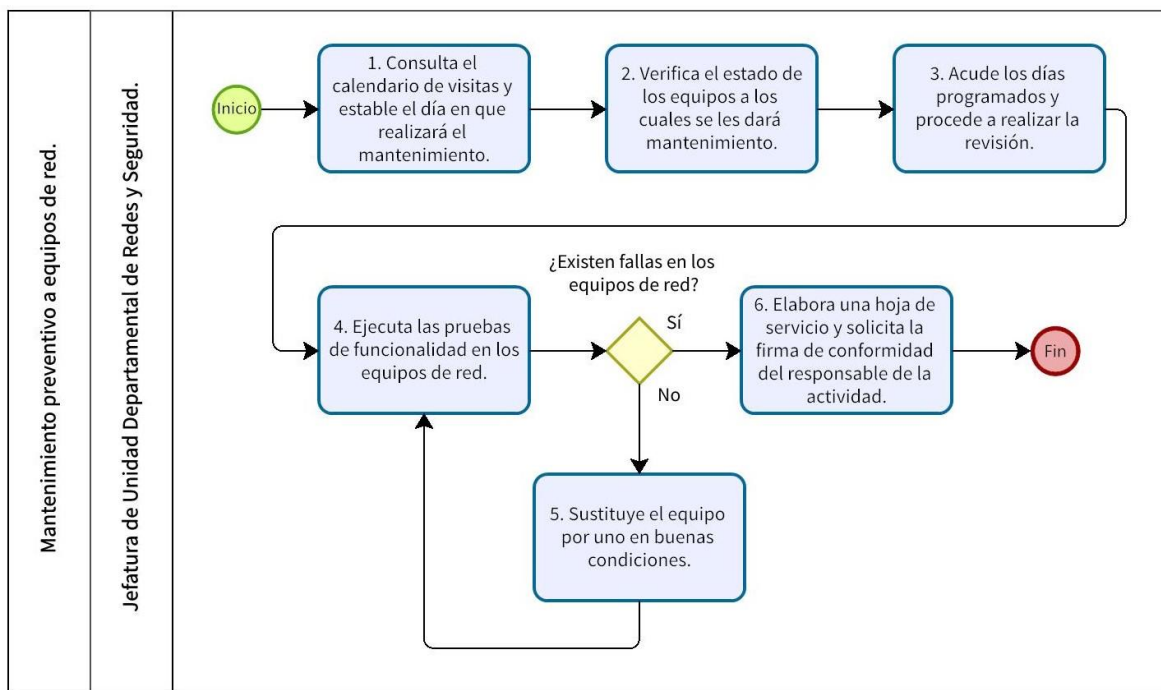 Mantenimiento preventivo a equipos de red.
Jefatura de Unidad Departamental de Redes y Seguridad.
Inicio
1. Consulta el
calendario de visitas y
estable el día en que
realizará el
mantenimiento.
2. Verifica el estado de
los equipos a los
cuales se les dará
mantenimiento.
3. Acude los días
programados y
procede a realizar la
revisión.
4. Ejecuta las pruebas
de funcionalidad en los
equipos de red.
¿Existen fallas en los
equipos de red?
Sí
No
6. Elabora una hoja de
servicio y solicita la
firma de conformidad
del responsable de la
actividad.
Fin
5. Sustituye el equipo
por uno en buenas
condiciones.